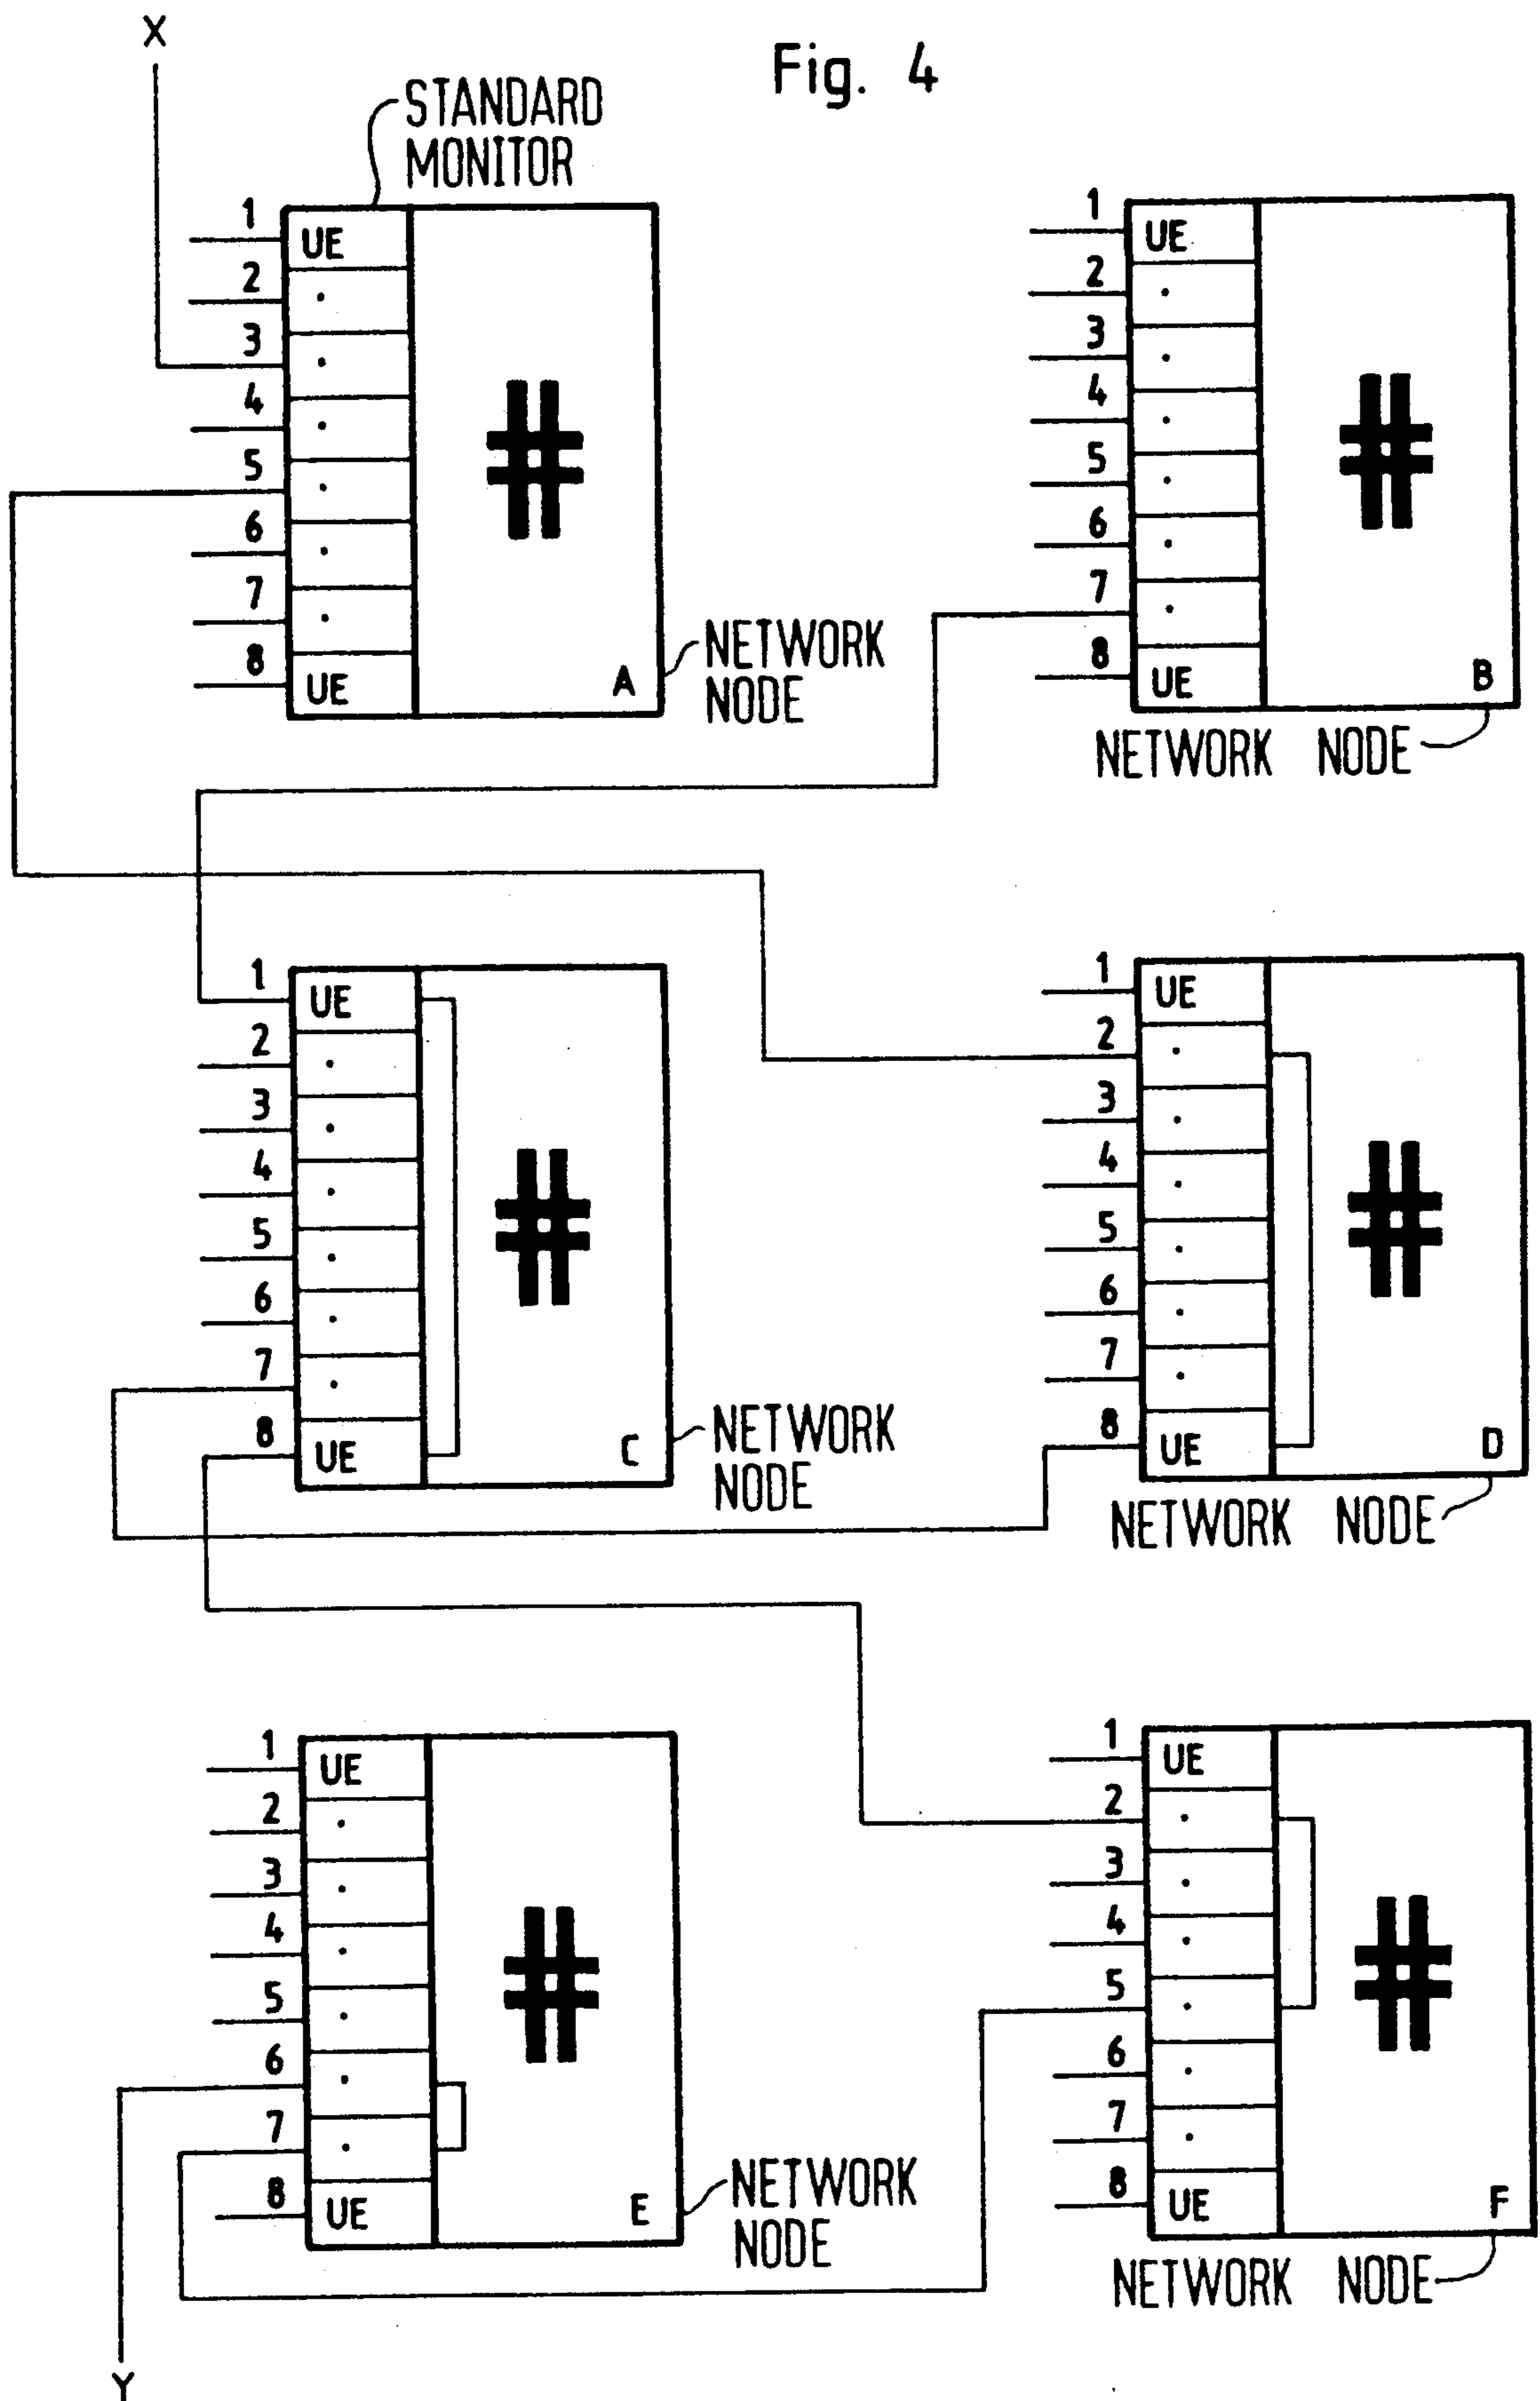 X
Fig. 4
STANDARD
MONITOR
1 UE
2
3
4
5
6
7
8 UE
A
NETWORK
NODE
1 UE
2
3
4
5
6
7
8 UE
B
NETWORK NODE
1 UE
2
3
4
5
6
7
8 UE
C
NETWORK
NODE
1 UE
2
3
4
5
6
7
8 UE
D
NETWORK NODE
1 UE
2
3
4
5
6
7
8 UE
E
NETWORK
NODE
1 UE
2
3
4
5
6
7
8 UE
F
NETWORK NODE
Y